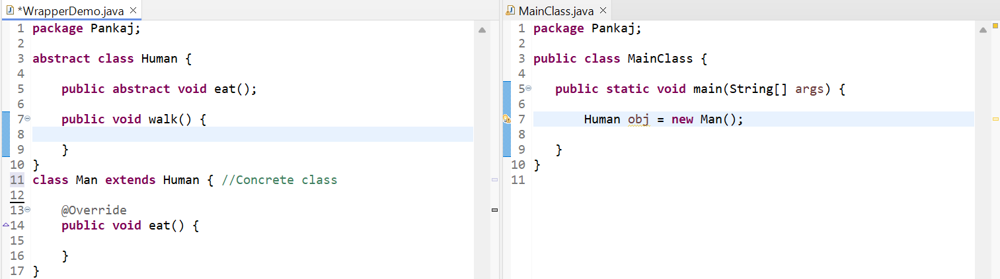 *WrapperDemo.java
1 package Pankaj;
2
3 abstract class Human {
4
5     public abstract void eat();
6
7     public void walk() {
8
9     }
10 }
11 class Man extends Human { //Concrete class
12
13     @Override
14     public void eat() {
15
16     }
17 }
MainClass.java
1 package Pankaj;
2
3 public class MainClass {
4
5    public static void main(String[] args) {
6
7        Human obj = new Man();
8
9    }
10 }
11